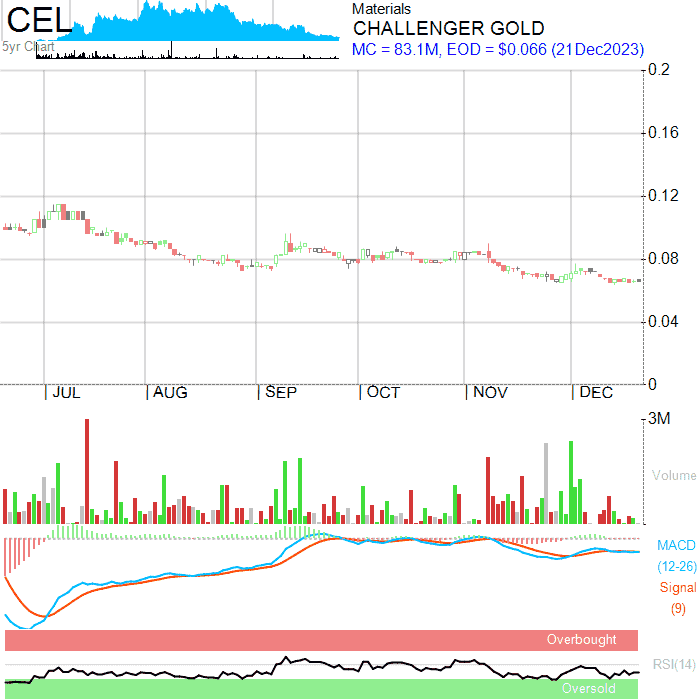 CEL
5yr Chart
Materials
CHALLENGER GOLD
MC = 83.1M, EOD = $0.066 (21Dec2023)
0.2
0.16
0.12
0.08
0.04
0
JUL AUG SEP OCT NOV DEC
3M
Volume
MACD
(12-26)
Signal
(9)
Overbought
RSI(14)
Oversold